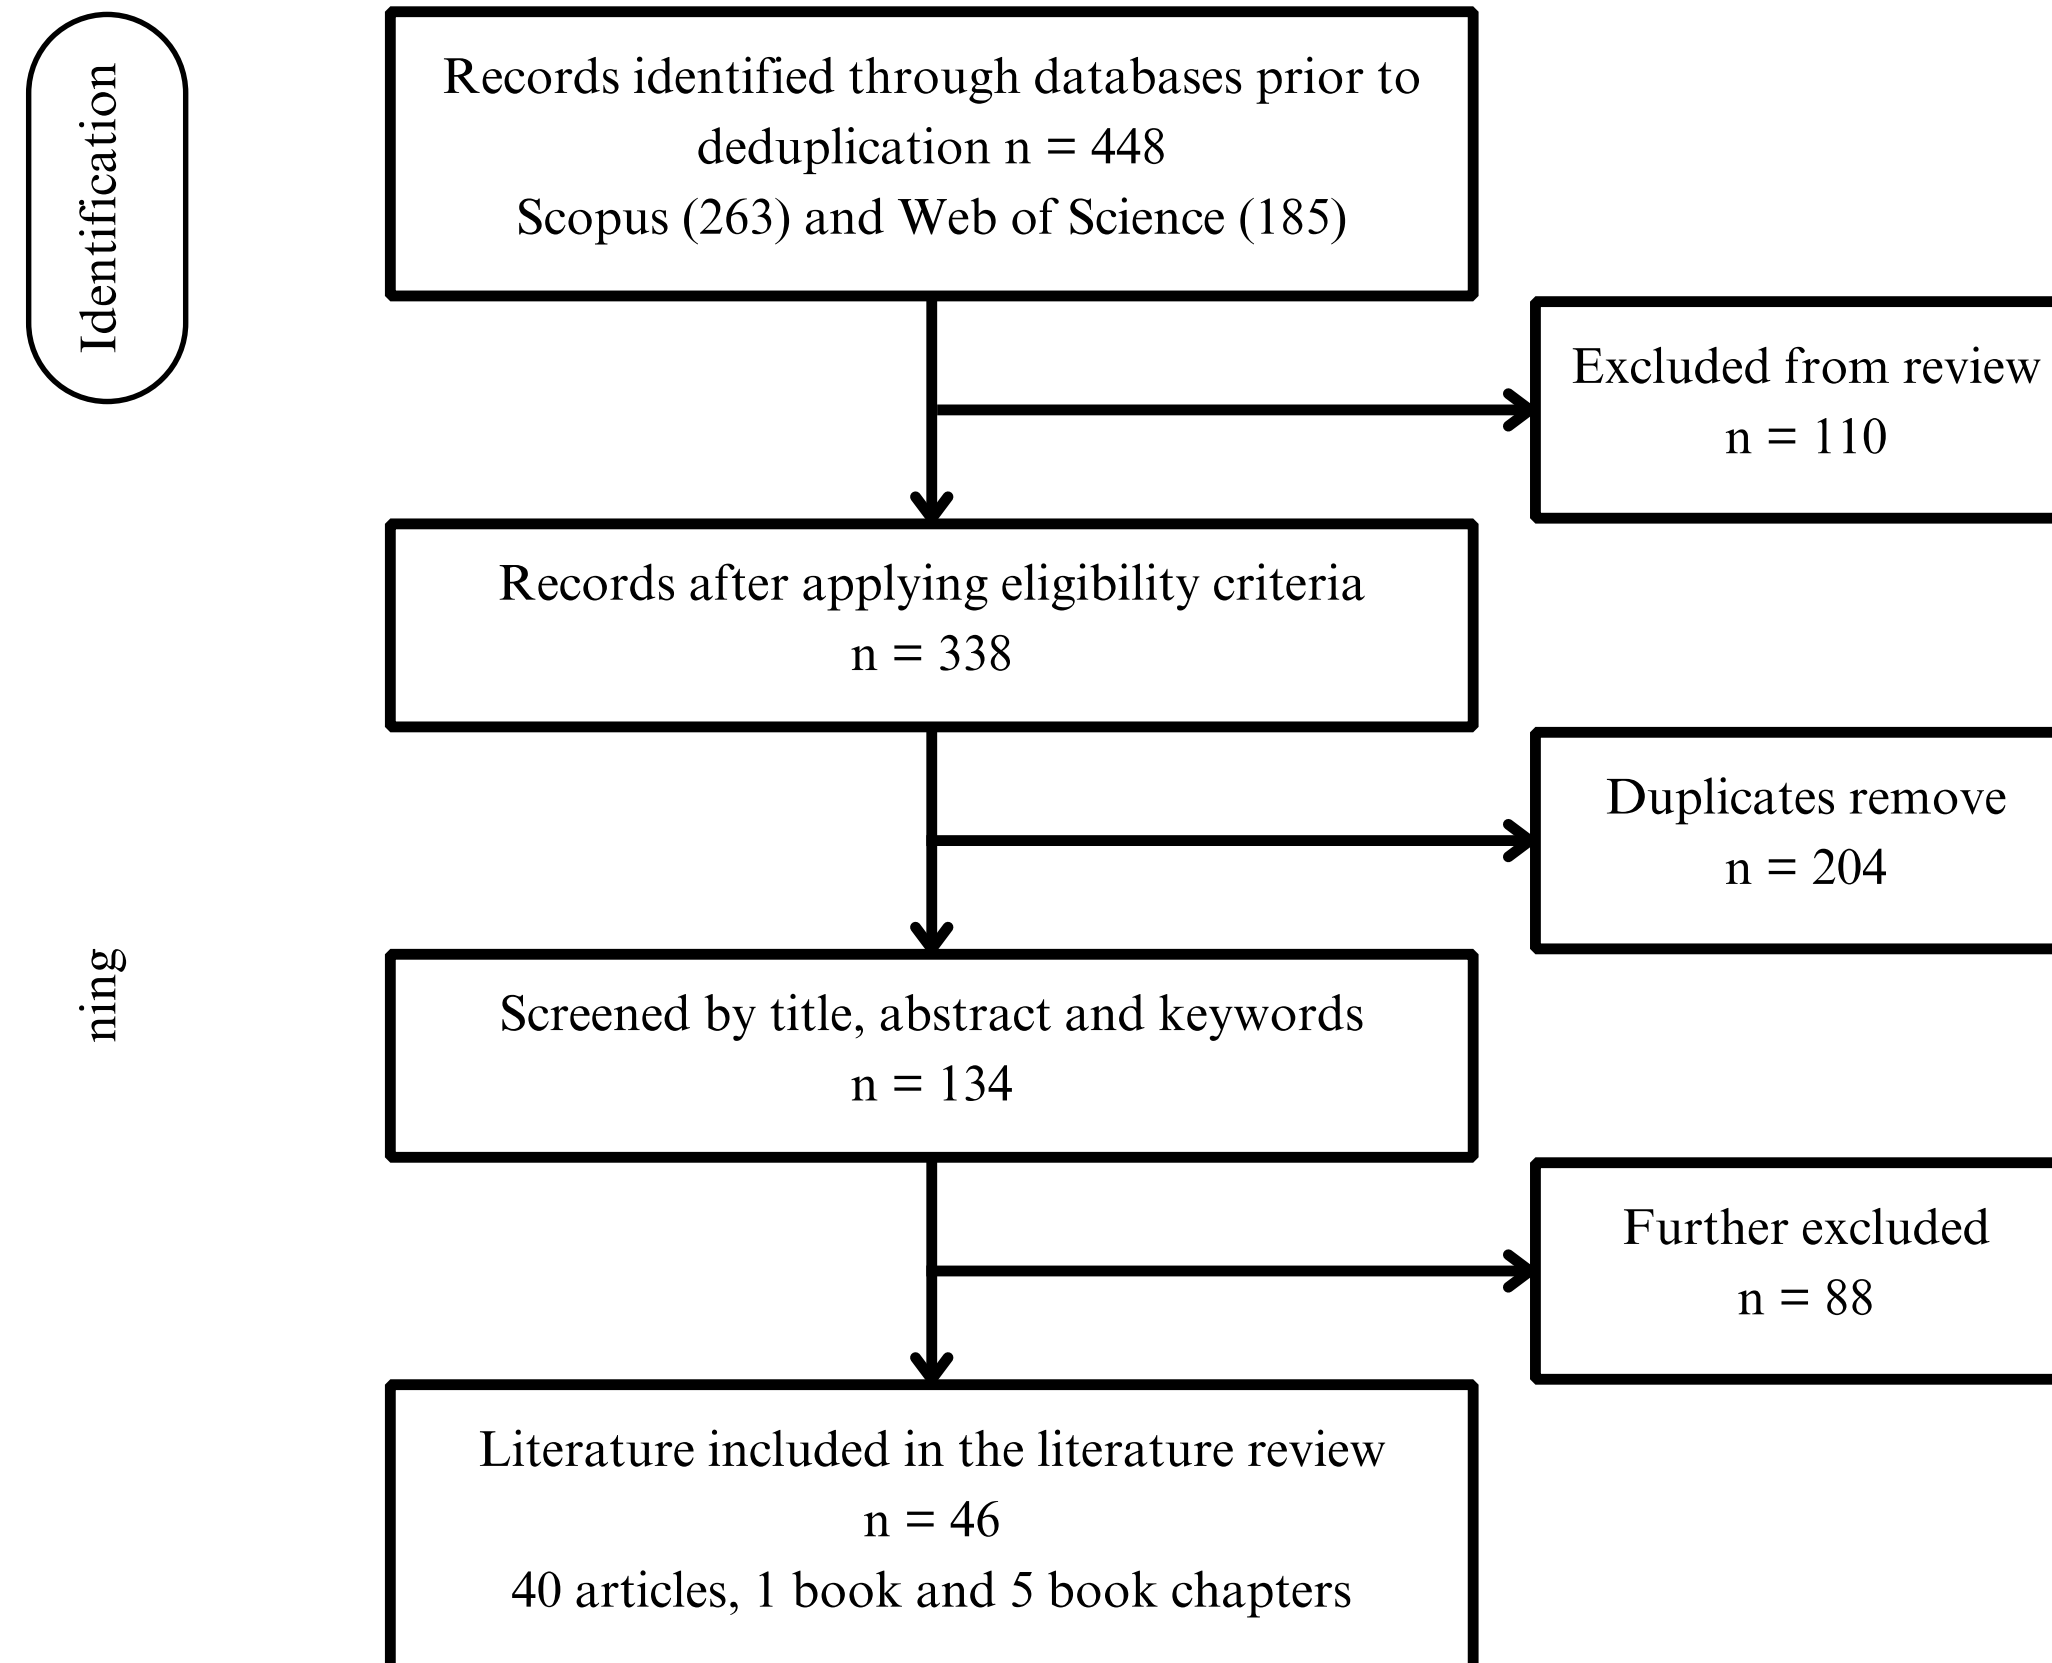 Identification
Records identified through databases prior to
deduplication n = 448
Scopus (263) and Web of Science (185)
Excluded from review
n = 110
Records after applying eligibility criteria
n = 338
Duplicates remove
n = 204
ning
Screened by title, abstract and keywords
n = 134
Further excluded
n = 88
Literature included in the literature review
n = 46
40 articles, 1 book and 5 book chapters